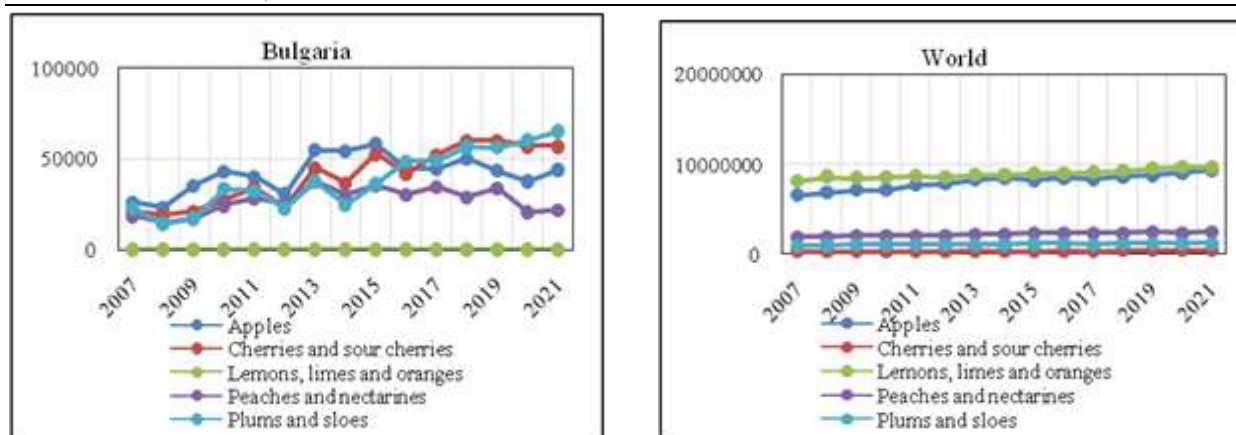 Bulgaria
100000
50000
0
2007
2009
2011
2013
2015
2017
2019
2021
Apples
Cherries and sour cherries
Lemons, limes and oranges
Peaches and nectarines
Plums and sloes
World
20000000
10000000
0
2007
2009
2011
2013
2015
2017
2019
2021
Apples
Cherries and sour cherries
Lemons, limes and oranges
Peaches and nectarines
Plums and sloes